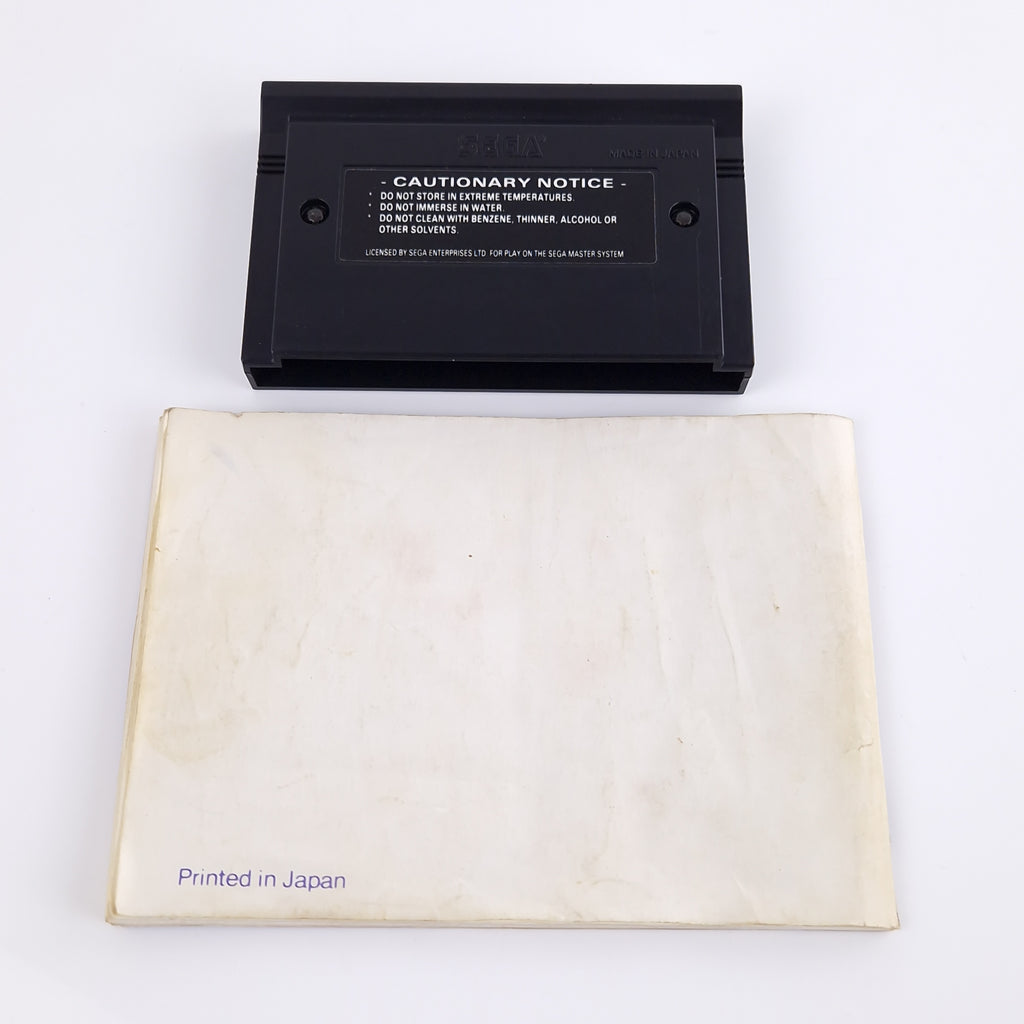 SEGA
MADE IN JAPAN
- CAUTIONARY NOTICE -
* DO NOT STORE IN EXTREME TEMPERATURES.
* DO NOT IMMERSE IN WATER.
* DO NOT CLEAN WITH BENZENE, THINNER, ALCOHOL OR
OTHER SOLVENTS.
LICENSED BY SEGA ENTERPRISES LTD FOR PLAY ON THE SEGA MASTER SYSTEM
Printed in Japan